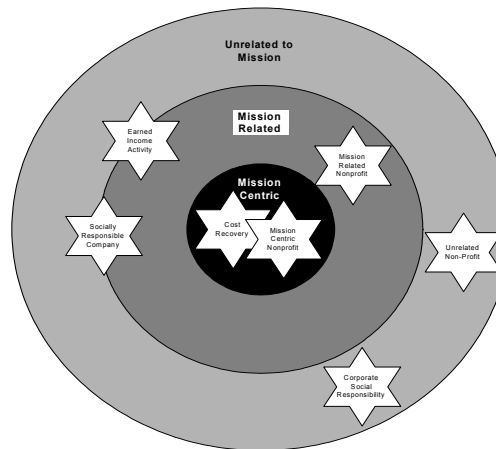 Unrelated to
Mission
Mission
Related
Earned
Income
Activity
Mission
Related
Nonprofit
Mission
Centric
Socially
Responsible
Company
Cost
Recovery
Mission
Centric
Nonprofit
Unrelated
Non-Profit
Corporate
Social
Responsibility